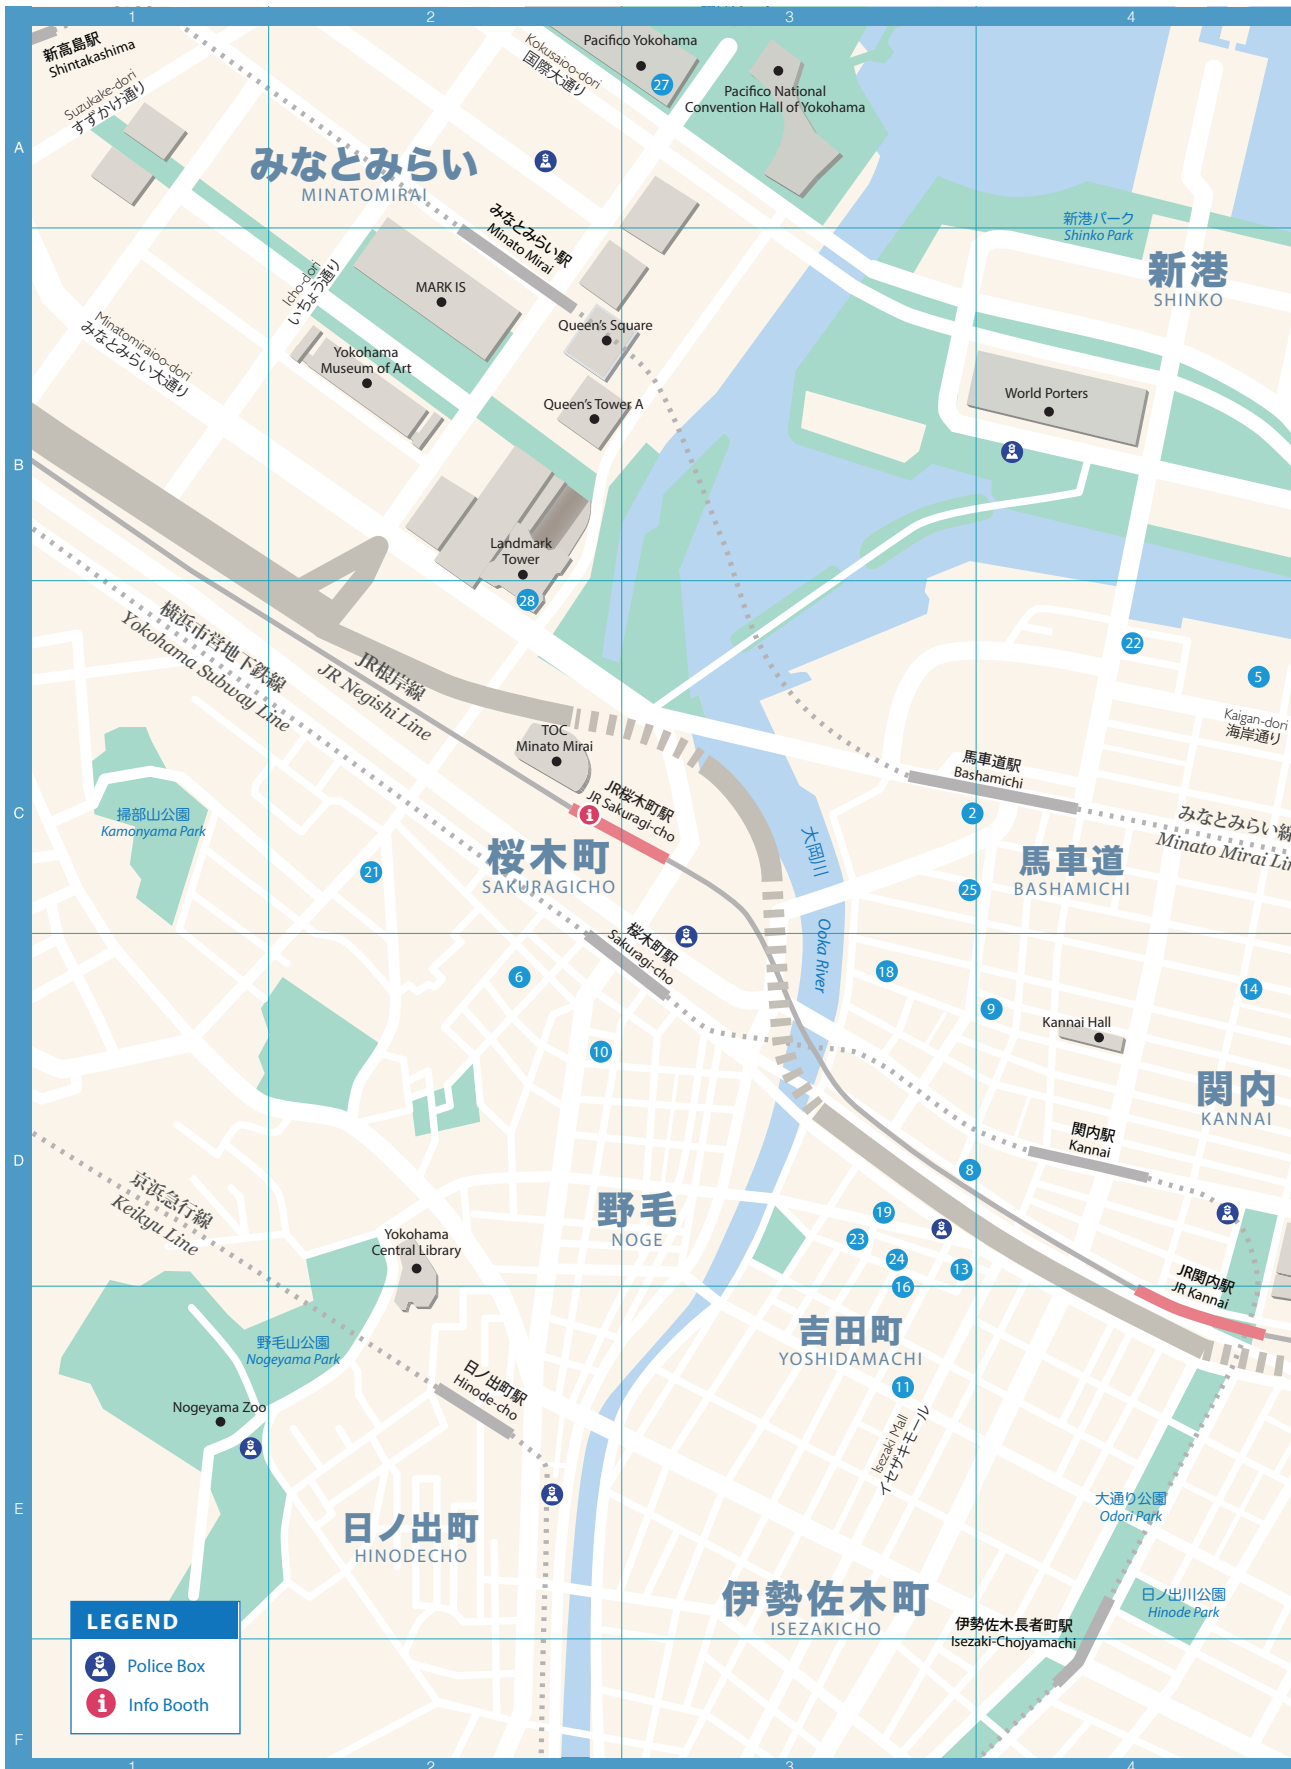 1
2
3
4
新高島駅
Shintakashima
Suzukake-dori
すずかけ通り
Kokusaioo-dori
国際大通り
Pacifico Yokohama
27
Pacifico National
Convention Hall of Yokohama
A
みなとみらい
MINATOMIRAI
みなとみらい駅
Minato Mirai
新港パーク
Shinko Park
新港
SHINKO
Icho-dori
いちょう通り
MARK IS
Queen's Square
Minatomiraioo-dori
みなとみらい大通り
Yokohama
Museum of Art
Queen's Tower A
World Porters
B
Landmark
Tower
28
横浜市営地下鉄線
Yokohama Subway Line
JR根岸線
JR Negishi Line
22
5
Kaigan-dori
海岸通り
TOC
Minato Mirai
馬車道駅
Bashamichi
JR桜木町駅
JR Sakuragi-cho
C
掃部山公園
Kamonyama Park
2
みなとみらい線
Minato Mirai Lin
大岡川
Ooka River
桜木町
SAKURAGICHO
馬車道
BASHAMICHI
21
25
桜木町駅
Sakuragi-cho
6
18
9
14
10
Kannai Hall
関内
KANNAI
関内駅
Kannai
D
8
京浜急行線
Keikyu Line
野毛
NOGE
19
23
24
13
16
Yokohama
Central Library
JR関内駅
JR Kannai
吉田町
YOSHIDAMACHI
野毛山公園
Nogeyama Park
日ノ出町駅
Hinode-cho
11
Isezaki Mall
イセザキモール
Nogeyama Zoo
大通り公園
Odori Park
E
日ノ出町
HINODECHO
伊勢佐木町
ISEZAKICHO
日ノ出川公園
Hinode Park
伊勢佐木長者町駅
Isezaki-Chojyamachi
LEGEND
Police Box
Info Booth
F
1
2
3
4